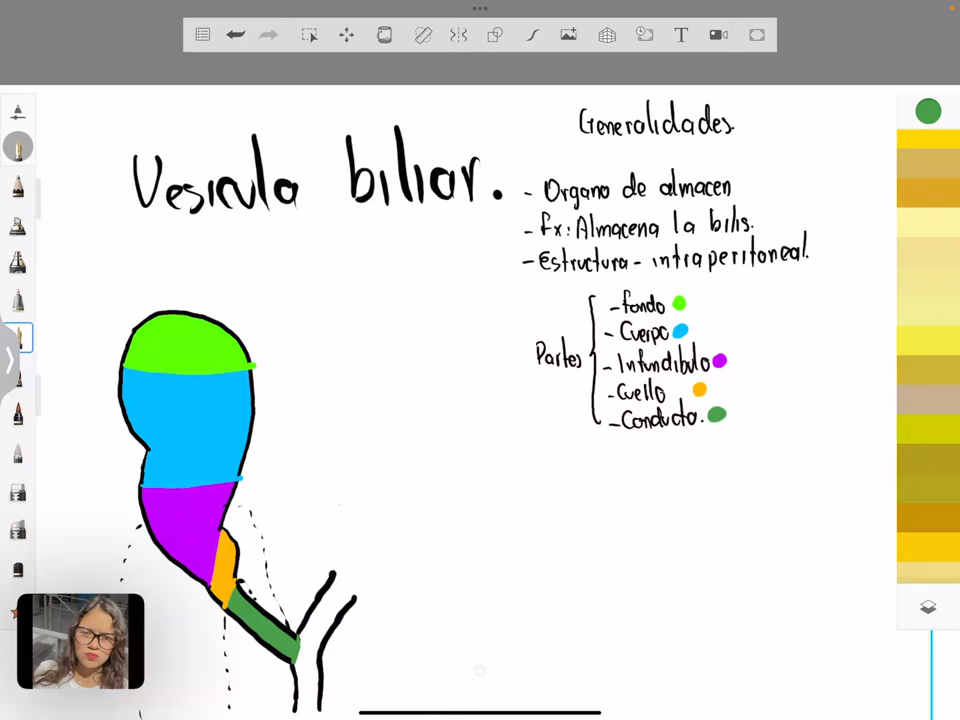 Vesicula biliar.
Generalidades.
- Organo de almacen
- fx: Almacena la bilis.
- Estructura - intraperitoneal.
Partes
- fondo
- Cuerpo
- Infundibulo
- Cuello
- Conducto.
T